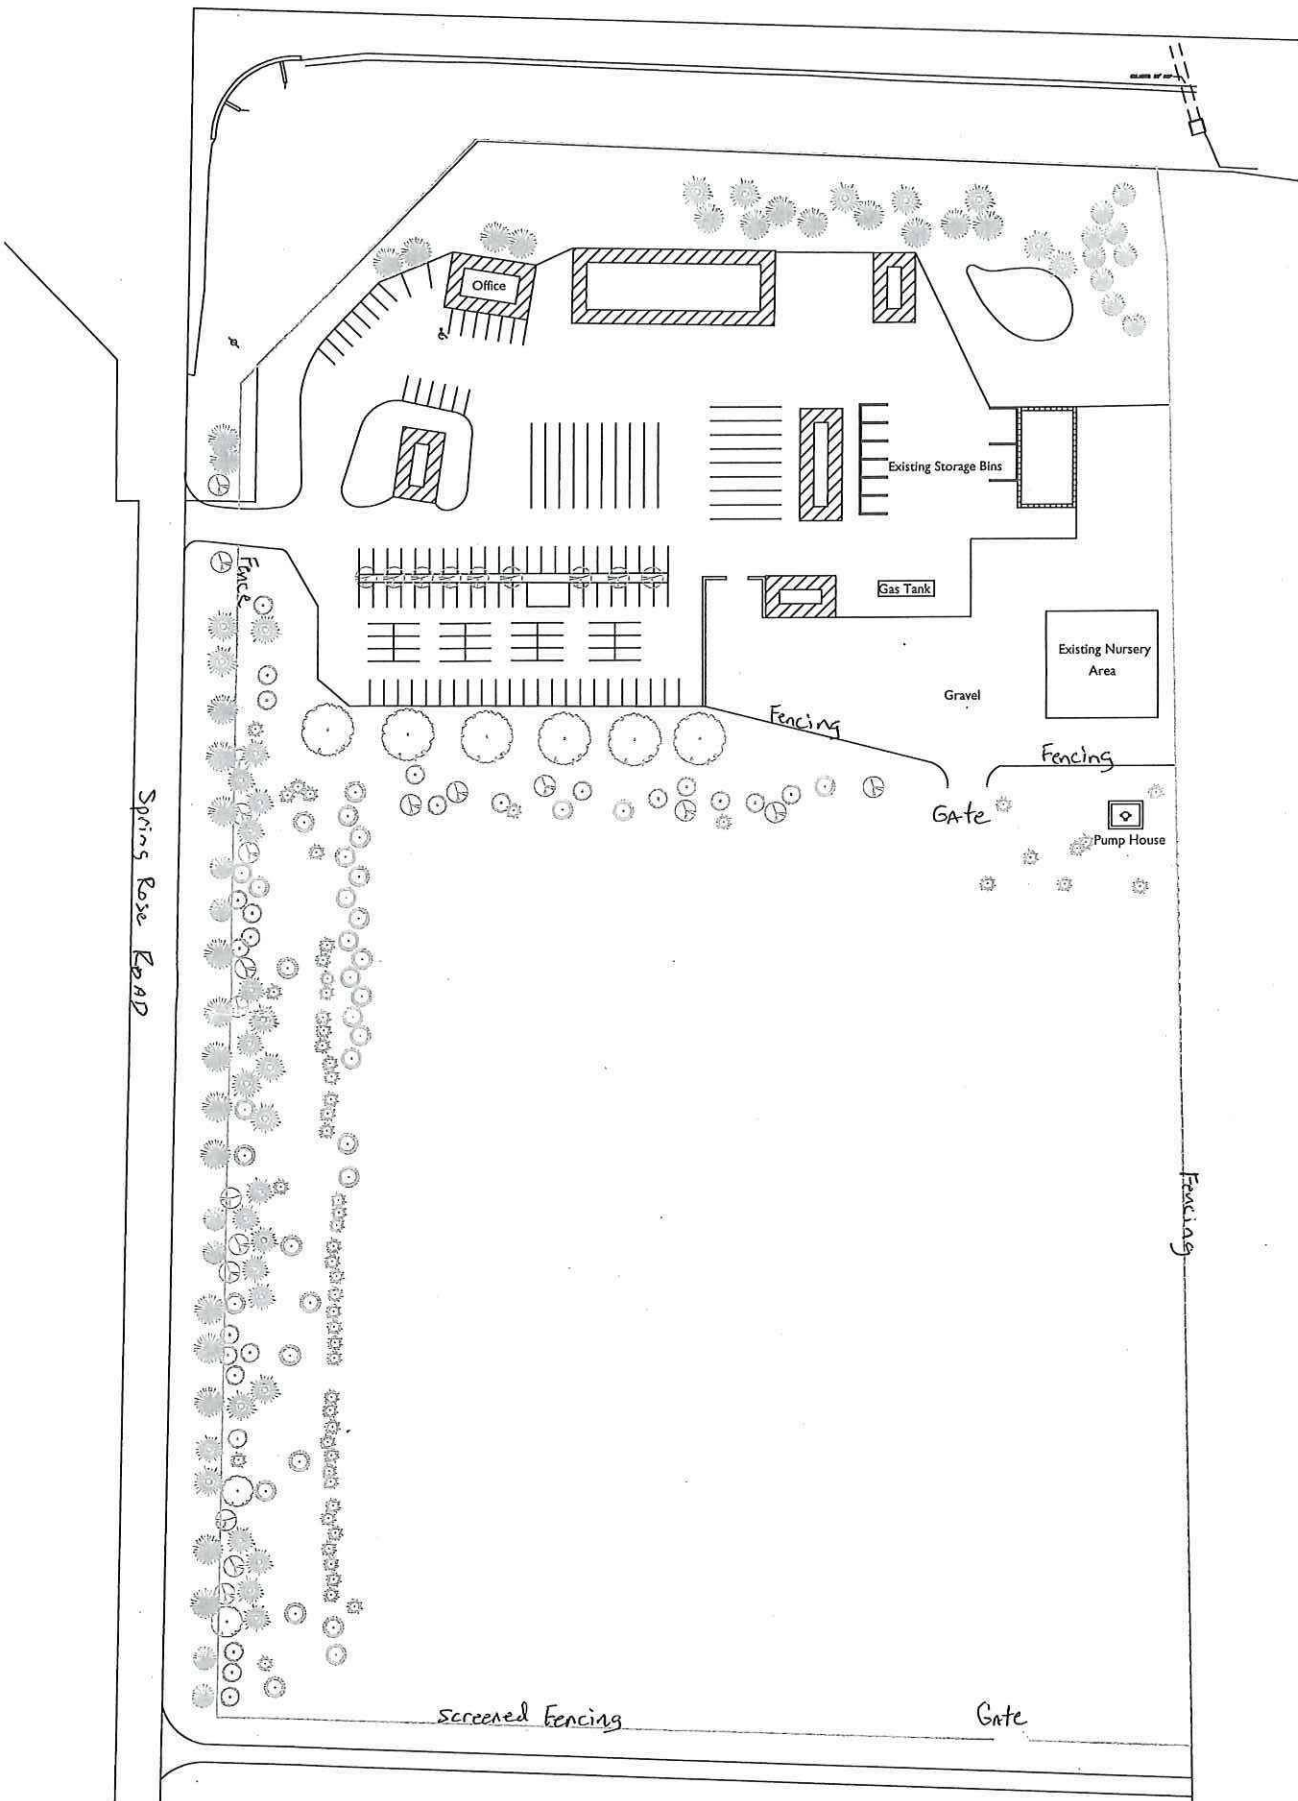 Office
Existing Storage Bins
Fence
Gas Tank
Existing Nursery
Area
Gravel
Fencing
Fencing
GAte
Pump House
Spring Rose ROAD
Fencing
Screened Fencing
Gate